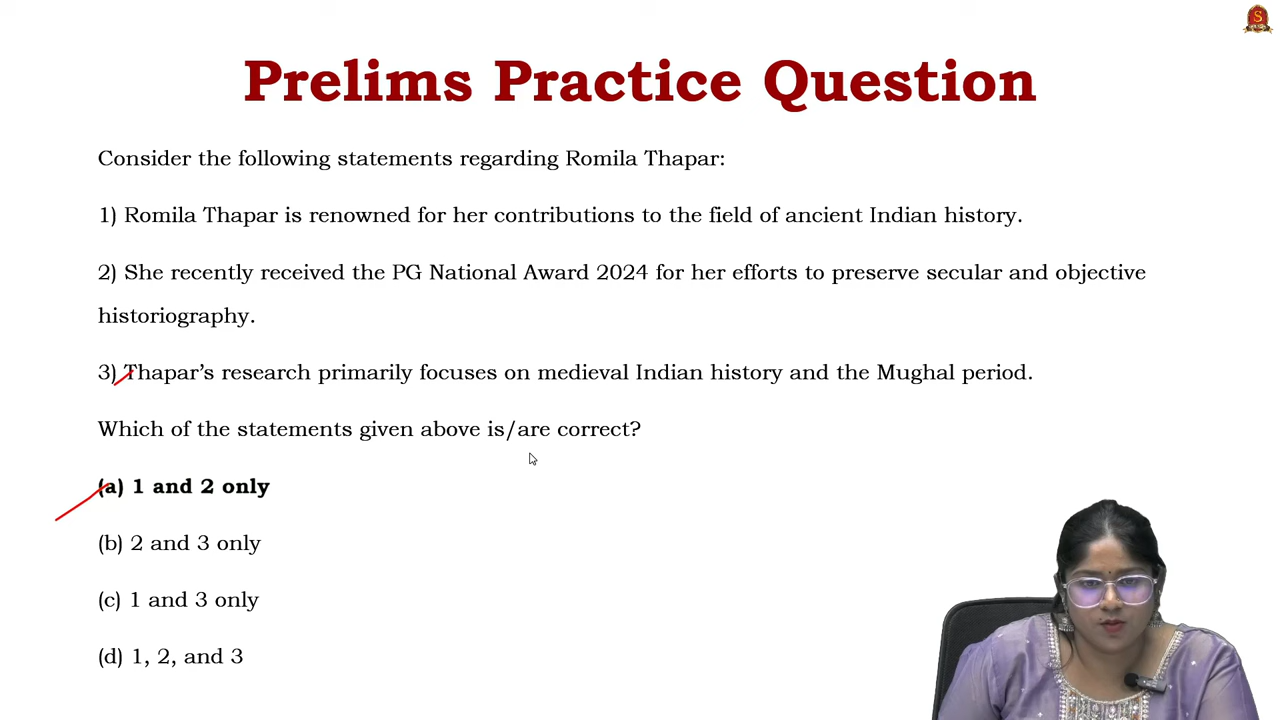 S
Prelims Practice Question
Consider the following statements regarding Romila Thapar:
1) Romila Thapar is renowned for her contributions to the field of ancient Indian history.
2) She recently received the PG National Award 2024 for her efforts to preserve secular and objective
historiography.
3) Thapar’s research primarily focuses on medieval Indian history and the Mughal period.
Which of the statements given above is/are correct?
(a) 1 and 2 only
(b) 2 and 3 only
(c) 1 and 3 only
(d) 1, 2, and 3